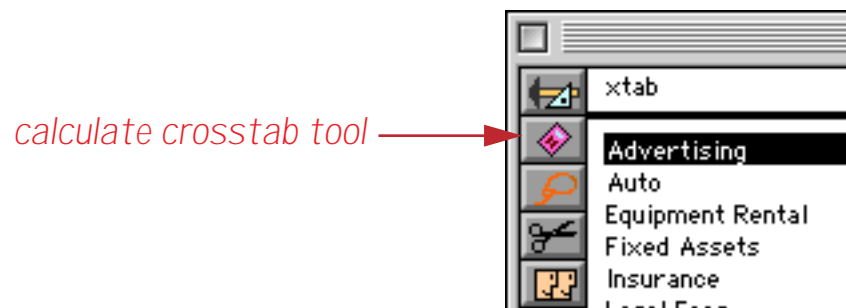 xtab
calculate crosstab tool
Advertising
Auto
Equipment Rental
Fixed Assets
Insurance